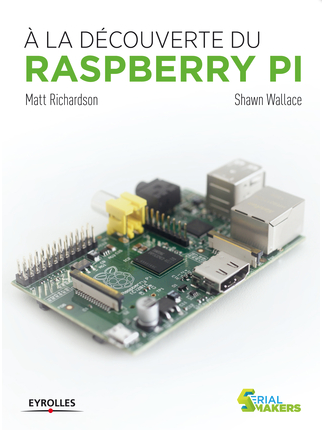 À LA DÉCOUVERTE DU
RASPBERRY PI
Matt Richardson Shawn Wallace
EYROLLES
SERIAL
MAKERS